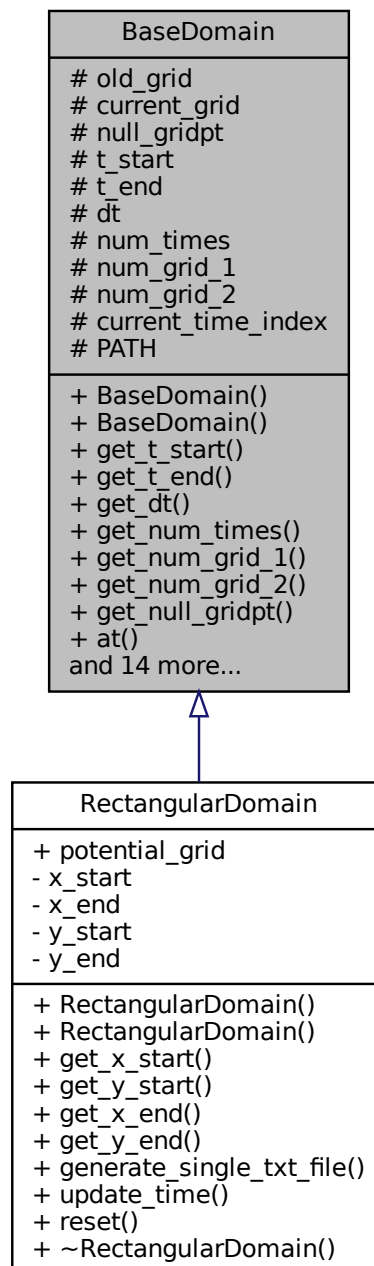 BaseDomain
# old_grid
# current_grid
# null_gridpt
# t_start
# t_end
# dt
# num_times
# num_grid_1
# num_grid_2
# current_time_index
# PATH
+ BaseDomain()
+ BaseDomain()
+ get_t_start()
+ get_t_end()
+ get_dt()
+ get_num_times()
+ get_num_grid_1()
+ get_num_grid_2()
+ get_null_gridpt()
+ at()
and 14 more...
RectangularDomain
+ potential_grid
- x_start
- x_end
- y_start
- y_end
+ RectangularDomain()
+ RectangularDomain()
+ get_x_start()
+ get_y_start()
+ get_x_end()
+ get_y_end()
+ generate_single_txt_file()
+ update_time()
+ reset()
+ ~RectangularDomain()